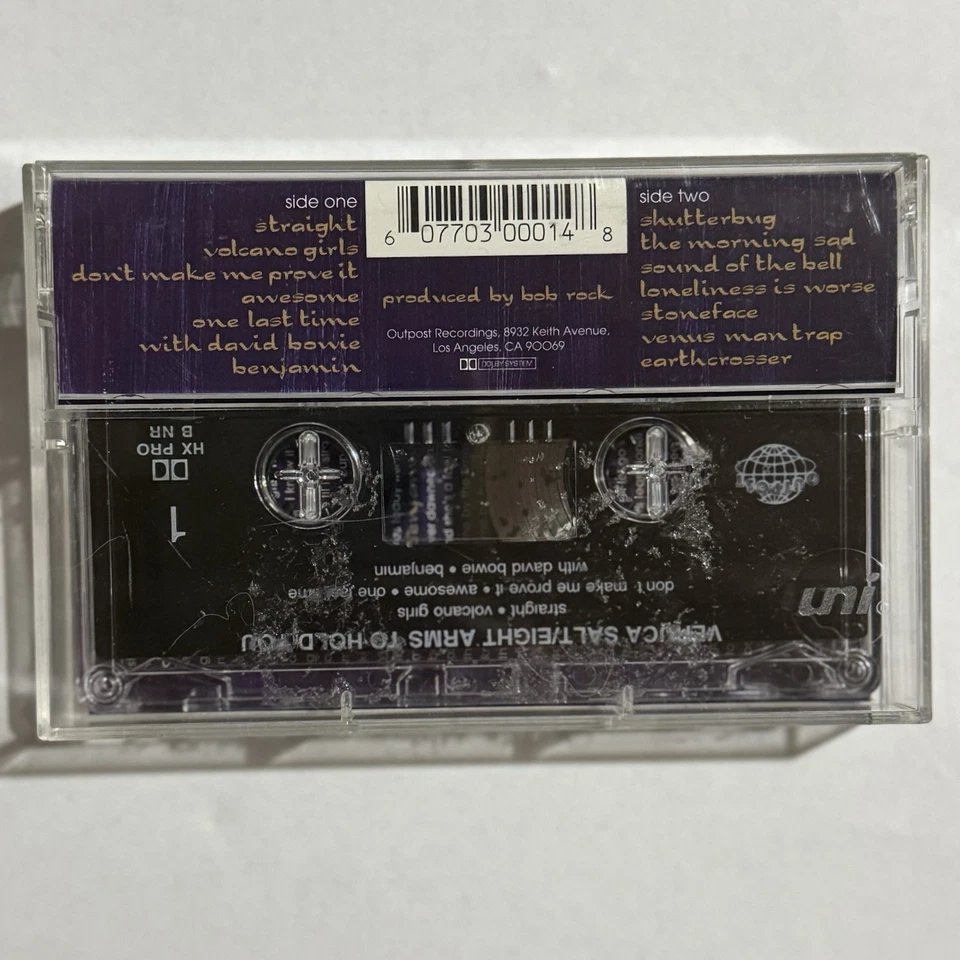 side one
straight
volcano girls
don't make me prove it
awesome
one last time
with david bowie
benjamin
6 07703 00014 8
produced by bob rock
Outpost Recordings, 8932 Keith Avenue,
Los Angeles, CA 90069
DOLBY SYSTEM
side two
shutterbug
the morning sad
sound of the bell
loneliness is worse
stoneface
venus man trap
earthcrosser
VERUCA SALT/EIGHT ARMS TO HOLD YOU
straight • volcano girls
don't make me prove it • awesome • one last time
with david bowie • benjamin
1
HX PRO
B NR
uni